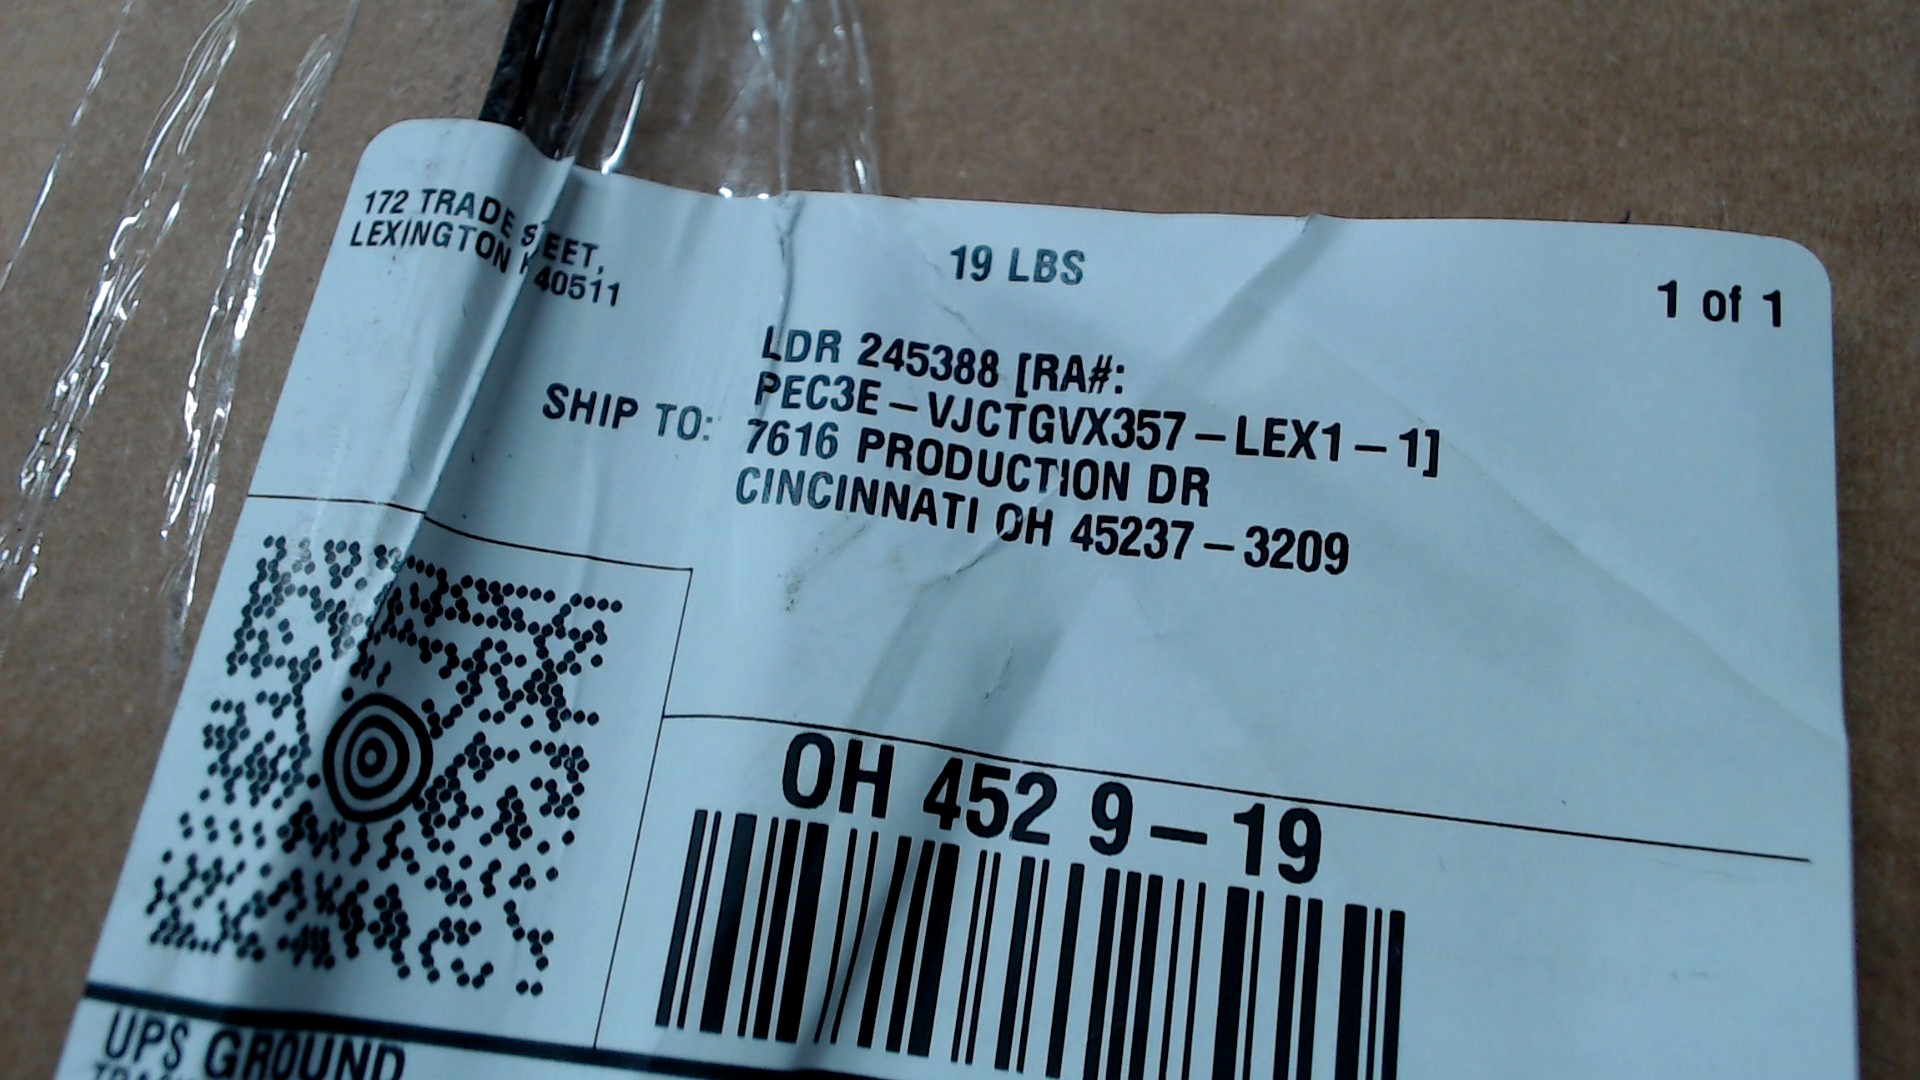 172 TRADE S EET,
LEXINGTON 40511
19 LBS
1 of 1
LDR 245388 [RA#:
PEC3E-VJCTGVX357-LEX1-1]
SHIP TO: 7616 PRODUCTION DR
CINCINNATI OH 45237-3209
OH 452 9-19
UPS GROUND